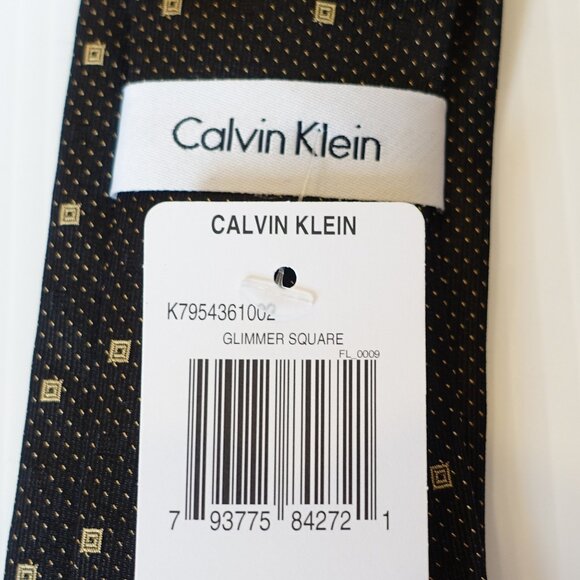 Calvin Klein
CALVIN KLEIN
K7954361002
GLIMMER SQUARE
FL_0009
7 93775 84272 1